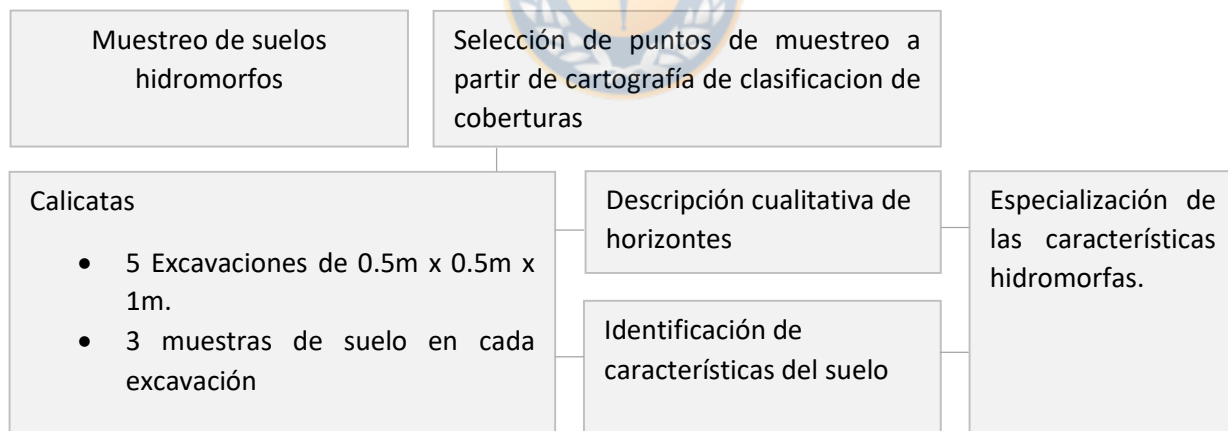 Muestreo de suelos
hidromorfos
Selección de puntos de muestreo a
partir de cartografía de clasificacion de
coberturas
Calicatas
• 5 Excavaciones de 0.5m x 0.5m x
1m.
• 3 muestras de suelo en cada
excavación
Descripción cualitativa de
horizontes
Identificación de
características del suelo
Especialización de
las características
hidromorfas.